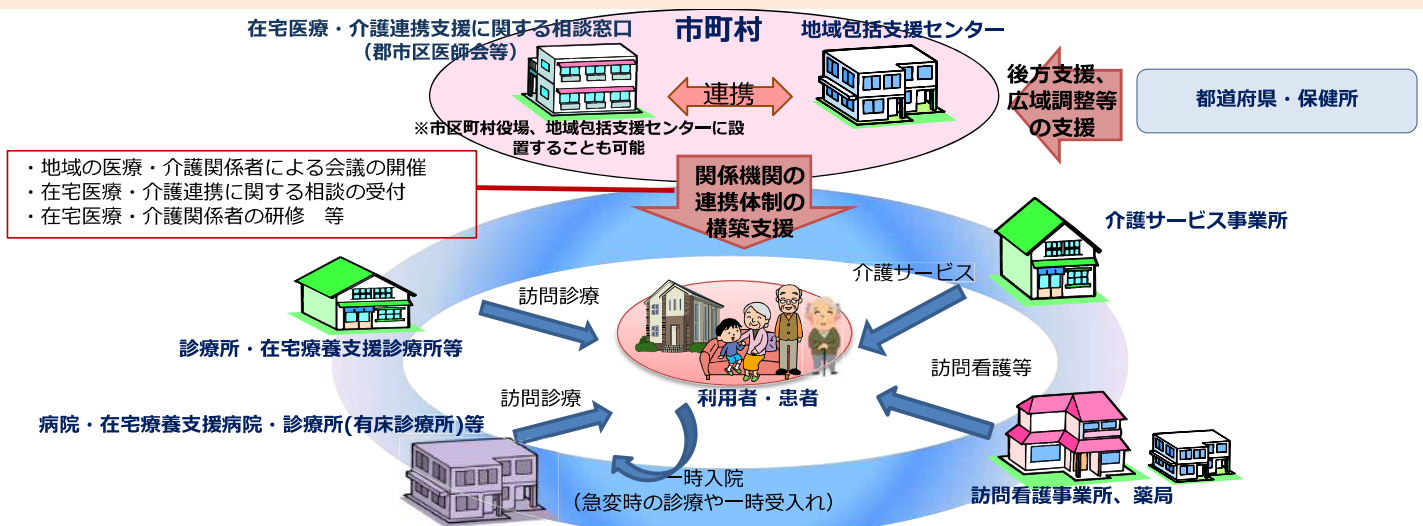 在宅医療・介護連携支援に関する相談窓口
（郡市区医師会等）
市町村
地域包括支援センター
連携
※市区町村役場、地域包括支援センターに設
置することも可能
後方支援、
広域調整等
の支援
都道府県・保健所
・地域の医療・介護関係者による会議の開催
・在宅医療・介護連携に関する相談の受付
・在宅医療・介護関係者の研修　等
関係機関の
連携体制の
構築支援
介護サービス事業所
介護サービス
訪問診療
診療所・在宅療養支援診療所等
訪問看護等
利用者・患者
訪問診療
病院・在宅療養支援病院・診療所(有床診療所)等
一時入院
（急変時の診療や一時受入れ）
訪問看護事業所、薬局